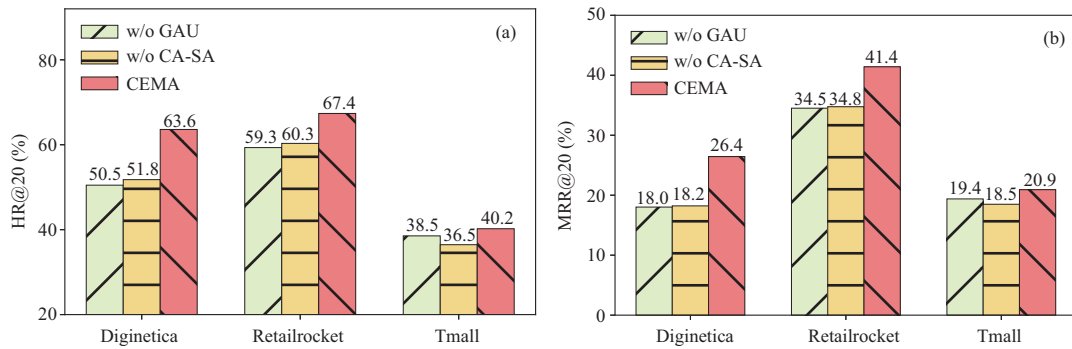 (a)
w/o GAU
w/o CA-SA
CEMA
HR@20 (%)
80
60
40
20
50.5 51.8 63.6
59.3 60.3 67.4
38.5 36.5 40.2
Diginetica Retailrocket Tmall
(b)
w/o GAU
w/o CA-SA
CEMA
MRR@20 (%)
50
40
30
20
10
0
18.0 18.2 26.4
34.5 34.8 41.4
19.4 18.5 20.9
Diginetica Retailrocket Tmall